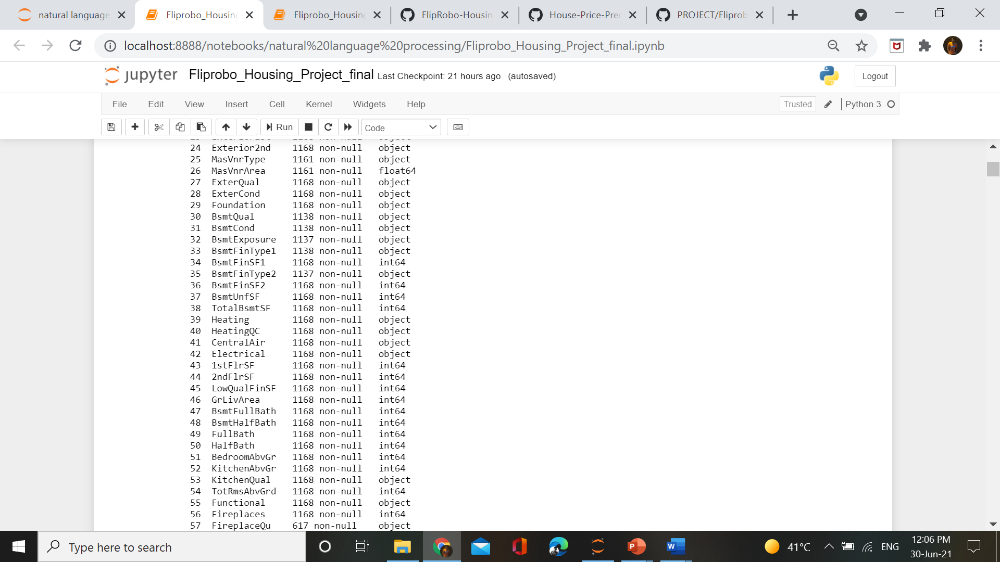 natural language
Fliprobo_Housing
Fliprobo_Housing
FlipRobo-Housin
House-Price-Pred
PROJECT/Fliprob
localhost:8888/notebooks/natural%20language%20processing/Fliprobo_Housing_Project_final.ipynb
jupyter Fliprobo_Housing_Project_final Last Checkpoint: 21 hours ago (autosaved)
Logout
File Edit View Insert Cell Kernel Widgets Help
Trusted
Python 3
Run
Code
24 Exterior2nd 1168 non-null object
25 MasVnrType 1161 non-null object
26 MasVnrArea 1161 non-null float64
27 ExterQual 1168 non-null object
28 ExterCond 1168 non-null object
29 Foundation 1168 non-null object
30 BsmtQual 1138 non-null object
31 BsmtCond 1138 non-null object
32 BsmtExposure 1137 non-null object
33 BsmtFinType1 1138 non-null object
34 BsmtFinSF1 1168 non-null int64
35 BsmtFinType2 1137 non-null object
36 BsmtFinSF2 1168 non-null int64
37 BsmtUnfSF 1168 non-null int64
38 TotalBsmtSF 1168 non-null int64
39 Heating 1168 non-null object
40 HeatingQC 1168 non-null object
41 CentralAir 1168 non-null object
42 Electrical 1168 non-null object
43 1stFlrSF 1168 non-null int64
44 2ndFlrSF 1168 non-null int64
45 LowQualFinSF 1168 non-null int64
46 GrLivArea 1168 non-null int64
47 BsmtFullBath 1168 non-null int64
48 BsmtHalfBath 1168 non-null int64
49 FullBath 1168 non-null int64
50 HalfBath 1168 non-null int64
51 BedroomAbvGr 1168 non-null int64
52 KitchenAbvGr 1168 non-null int64
53 KitchenQual 1168 non-null object
54 TotRmsAbvGrd 1168 non-null int64
55 Functional 1168 non-null object
56 Fireplaces 1168 non-null int64
57 FireplaceQu 617 non-null object
Type here to search
41°C
ENG
12:06 PM
30-Jun-21